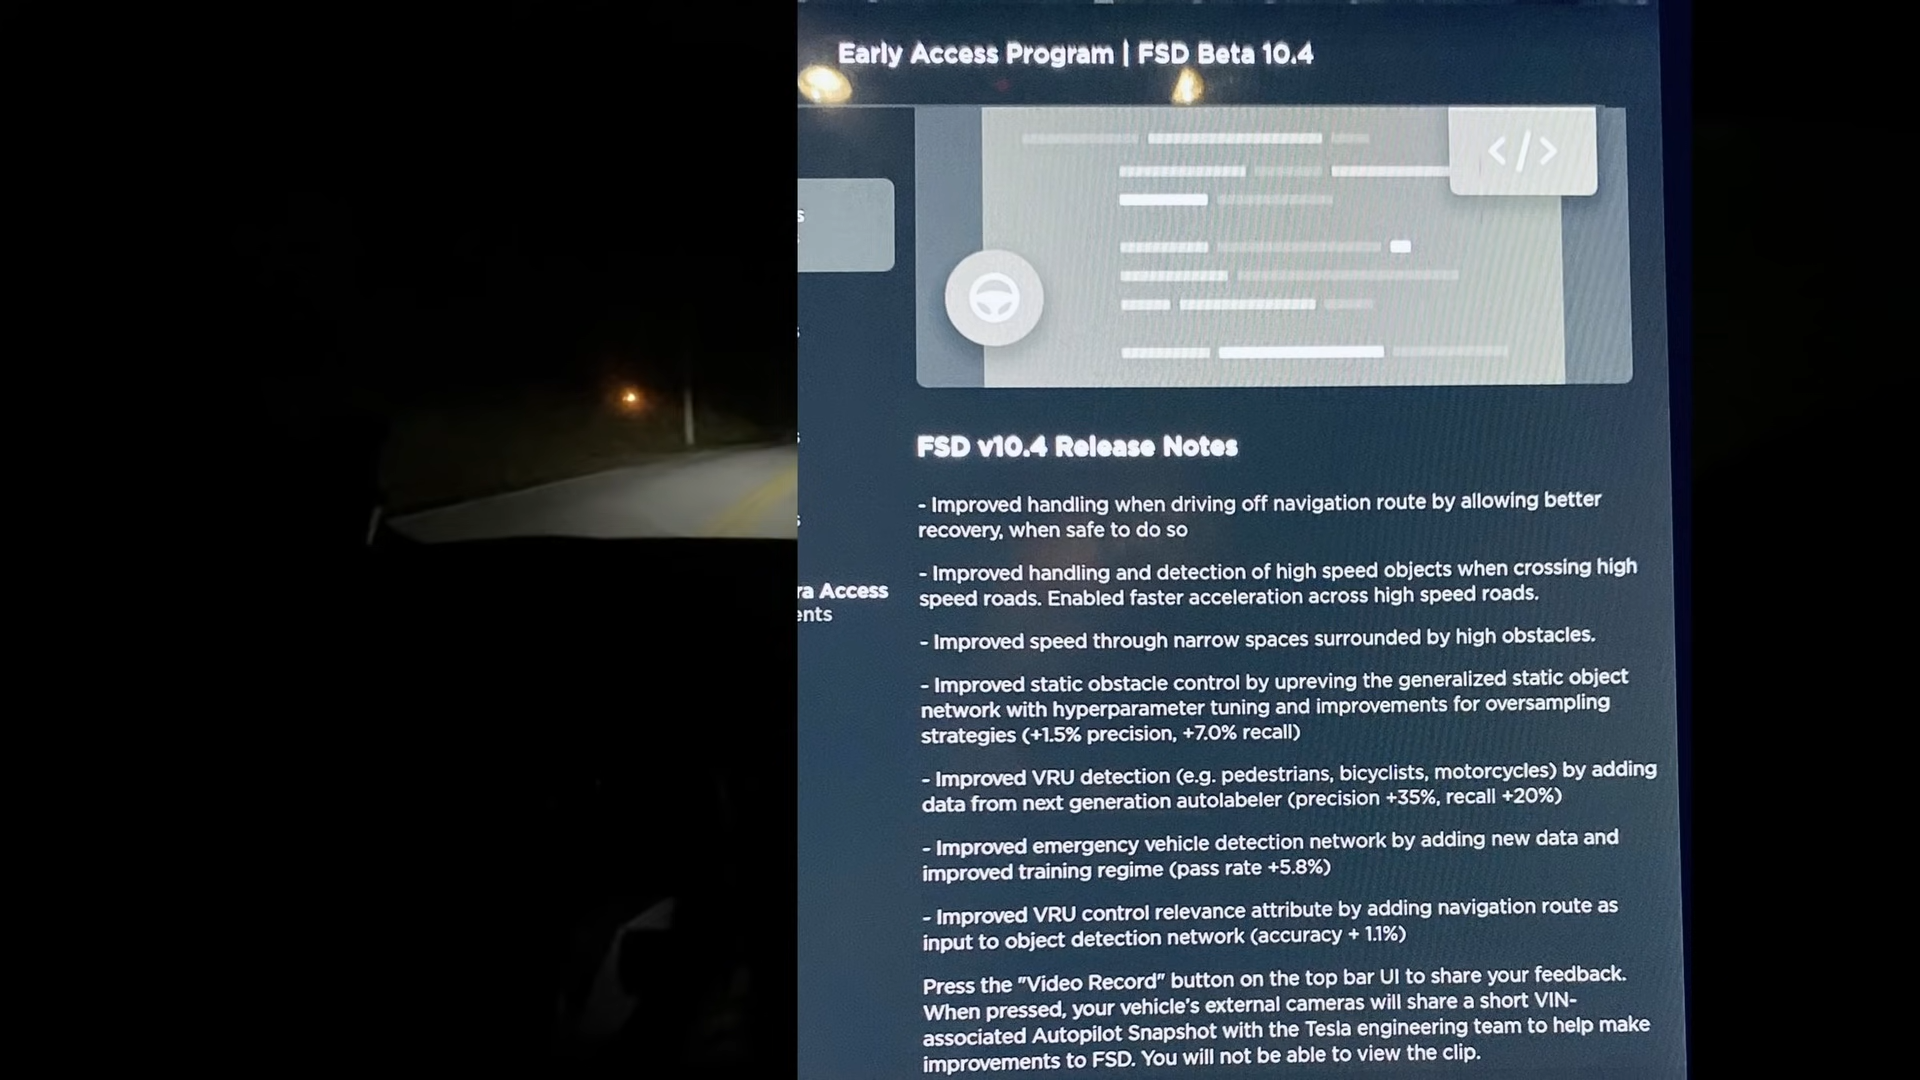 Early Access Program | FSD Beta 10.4
</>
s
ra Access
ents
FSD v10.4 Release Notes
- Improved handling when driving off navigation route by allowing better
recovery, when safe to do so
- Improved handling and detection of high speed objects when crossing high
speed roads. Enabled faster acceleration across high speed roads.
- Improved speed through narrow spaces surrounded by high obstacles.
- Improved static obstacle control by upreving the generalized static object
network with hyperparameter tuning and improvements for oversampling
strategies (+1.5% precision, +7.0% recall)
- Improved VRU detection (e.g. pedestrians, bicyclists, motorcycles) by adding
data from next generation autolabeler (precision +35%, recall +20%)
- Improved emergency vehicle detection network by adding new data and
improved training regime (pass rate +5.8%)
- Improved VRU control relevance attribute by adding navigation route as
input to object detection network (accuracy + 1.1%)
Press the "Video Record" button on the top bar UI to share your feedback.
When pressed, your vehicle's external cameras will share a short VIN-
associated Autopilot Snapshot with the Tesla engineering team to help make
improvements to FSD. You will not be able to view the clip.